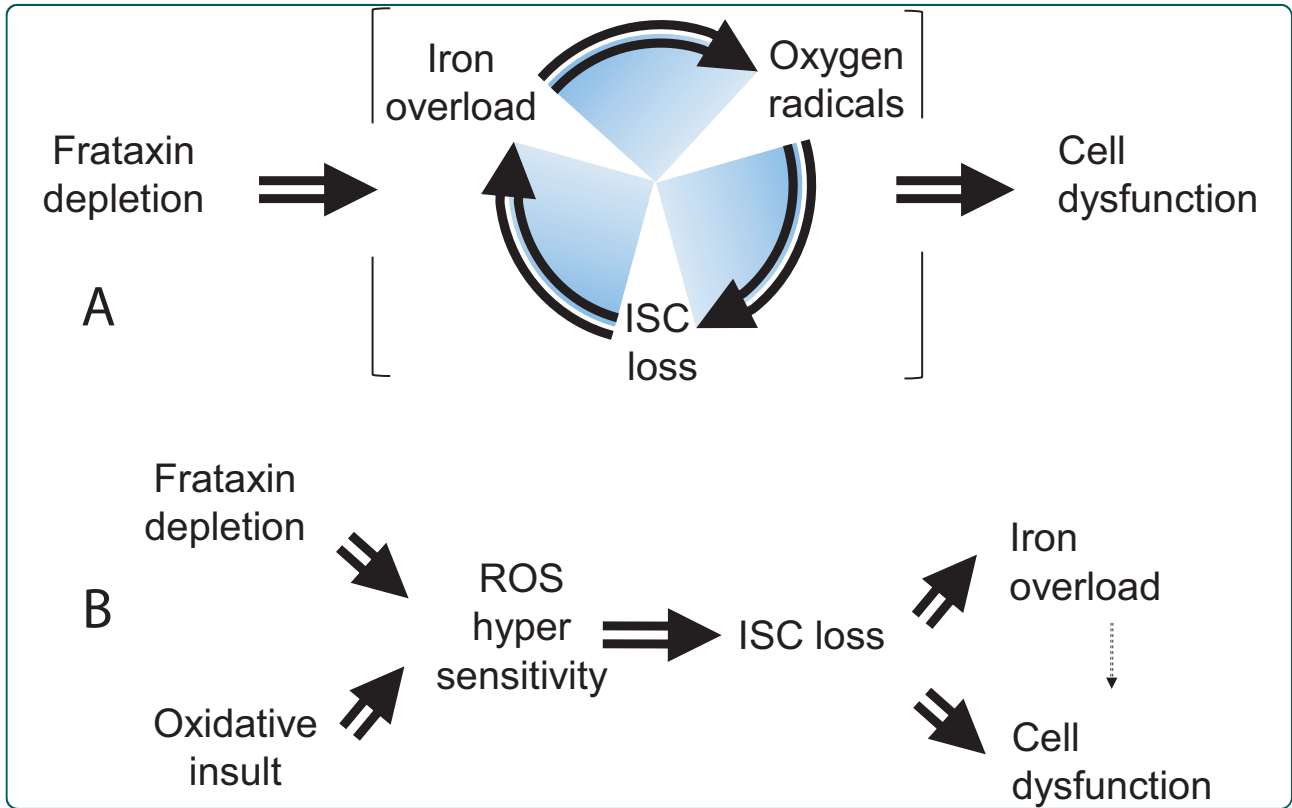 Iron
overload
Oxygen
radicals
Frataxin
depletion
Cell
dysfunction
ISC
loss
A
Frataxin
depletion
Iron
overload
ROS
hyper
sensitivity
ISC loss
B
Oxidative
insult
Cell
dysfunction